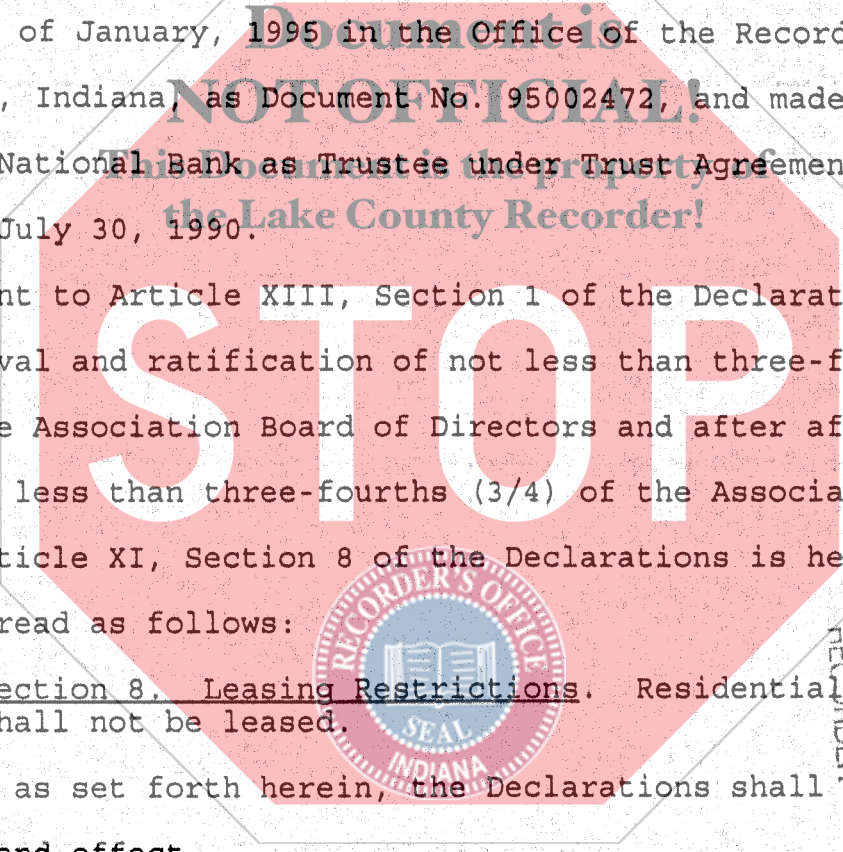 of January, 1995 in the Office of the Record
Document is
, Indiana, as Document No. 95002472, and made
NOT OFFICIAL!
National Bank as Trustee under Trust Agreemen
This Document is the property of
July 30, 1990.
the Lake County Recorder!
nt to Article XIII, Section 1 of the Declarat
val and ratification of not less than three-f
STOP
e Association Board of Directors and after af
less than three-fourths (3/4) of the Associa
ticle XI, Section 8 of the Declarations is he
RECORDER'S OFFICE
read as follows:
ection 8. Leasing Restrictions. Residential
hall not be leased.
SEAL
INDIANA
as set forth herein, the Declarations shall
and effect